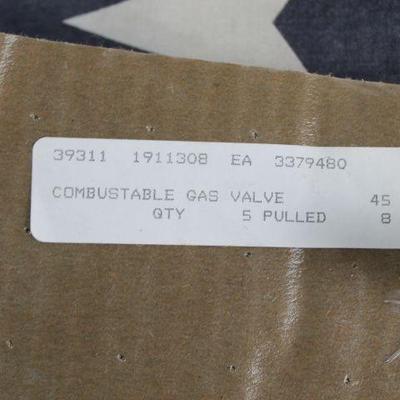 39311 1911308 EA 3379480
COMBUSTABLE GAS VALVE 45
QTY 5 PULLED 8